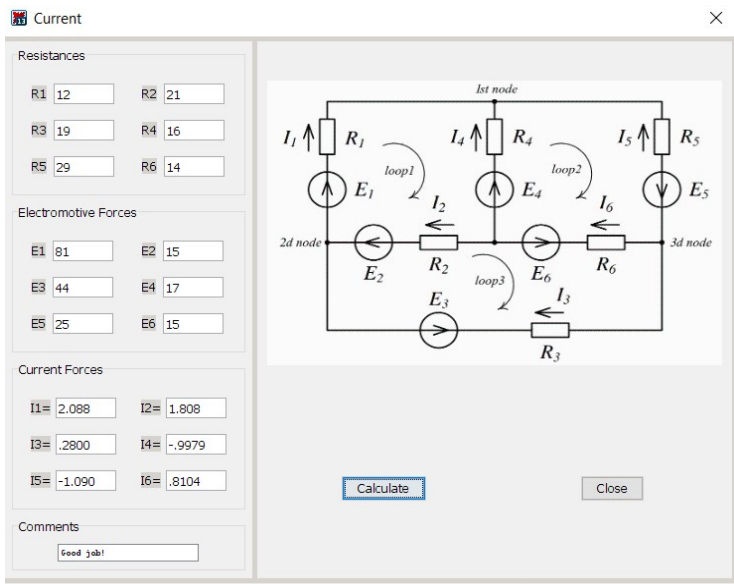 Current
Resistances
R1 12 R2 21
R3 19 R4 16
R5 29 R6 14
Electromotive Forces
E1 81 E2 15
E3 44 E4 17
E5 25 E6 15
Current Forces
I1= 2.088 I2= 1.808
I3= .2800 I4= -.9979
I5= -1.090 I6= .8104
Comments
Good job!
1st node
I1 R1 I4 R4 I5 R5
loop1 loop2
E1 E4 E5
I2 I6
2d node 3d node
E2 R2 E6 R6
loop3
E3 I3
R3
Calculate Close